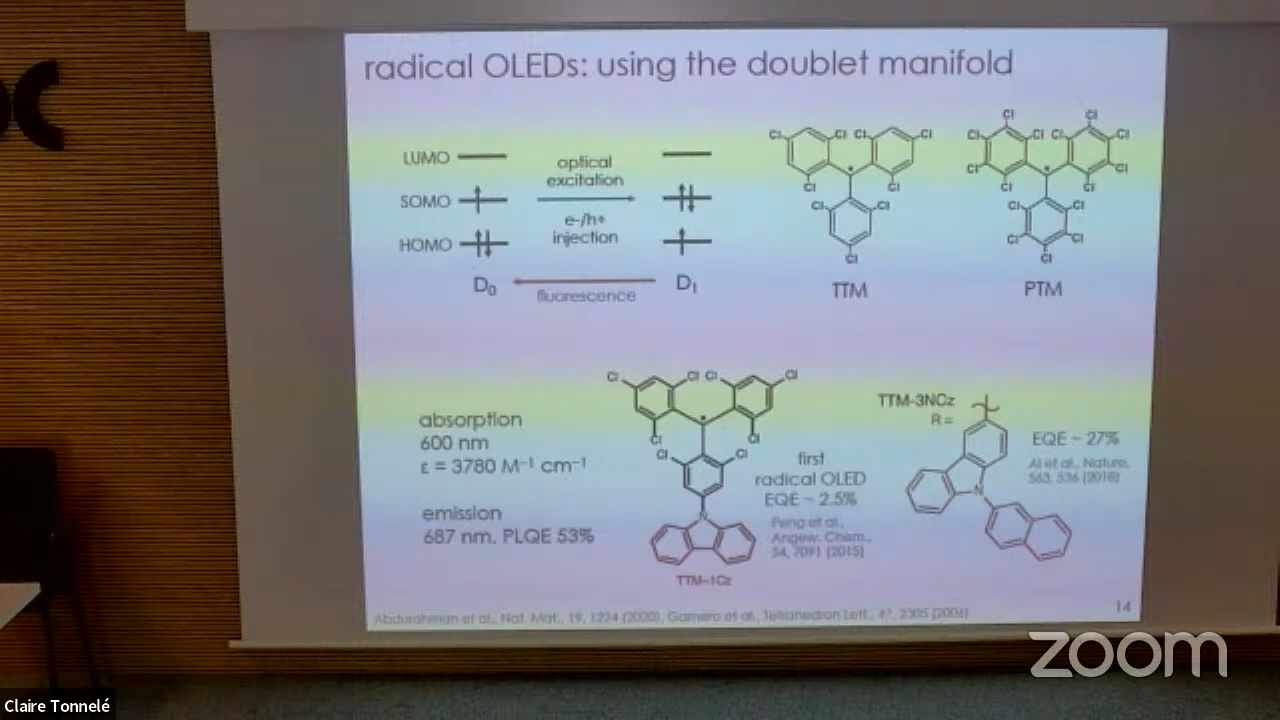 radical OLEDs: using the doublet manifold
LUMO
SOMO
HOMO
D0
optical
excitation
e-/h+
injection
fluorescence
D1
Cl Cl Cl Cl
Cl Cl
Cl Cl
Cl
TTM
Cl Cl
Cl Cl Cl Cl
Cl Cl
Cl Cl
Cl Cl
Cl Cl
Cl
PTM
absorption
600 nm
ε = 3780 M⁻¹ cm⁻¹
emission
687 nm, PLQE 53%
Cl Cl Cl Cl
Cl Cl
Cl Cl
N
TTM-1Cz
first
radical OLED
EQE ~ 2.5%
Peng et al.,
Angew. Chem.,
54, 7091 (2015)
TTM-3NCz
R =
N
EQE ~ 27%
Ai et al., Nature,
563, 536 (2018)
Abdurahman et al., Nat. Mat., 19, 1224 (2020), Gamero et al., Tetrahedron Lett., 47, 2305 (2006)
14
zoom
Claire Tonnelé